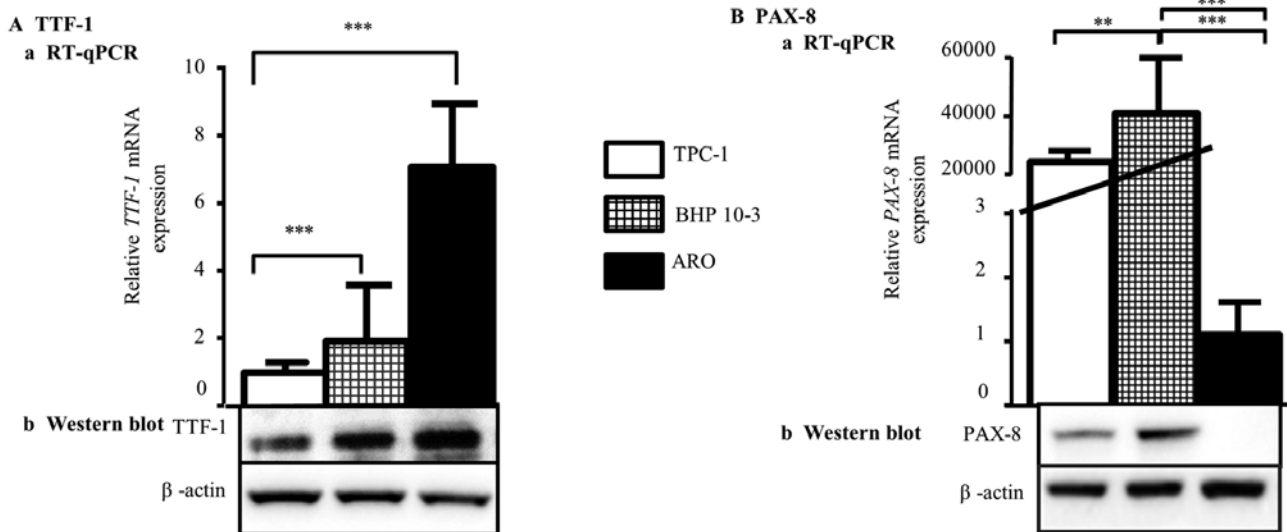 A TTF-1
a RT-qPCR
***
10
8
6
4
2
0
Relative TTF-1 mRNA
expression
***
b Western blot TTF-1
β -actin
TPC-1
BHP 10-3
ARO
B PAX-8
a RT-qPCR
***
**
***
60000
40000
20000
3
2
1
0
Relative PAX-8 mRNA
expression
b Western blot PAX-8
β -actin